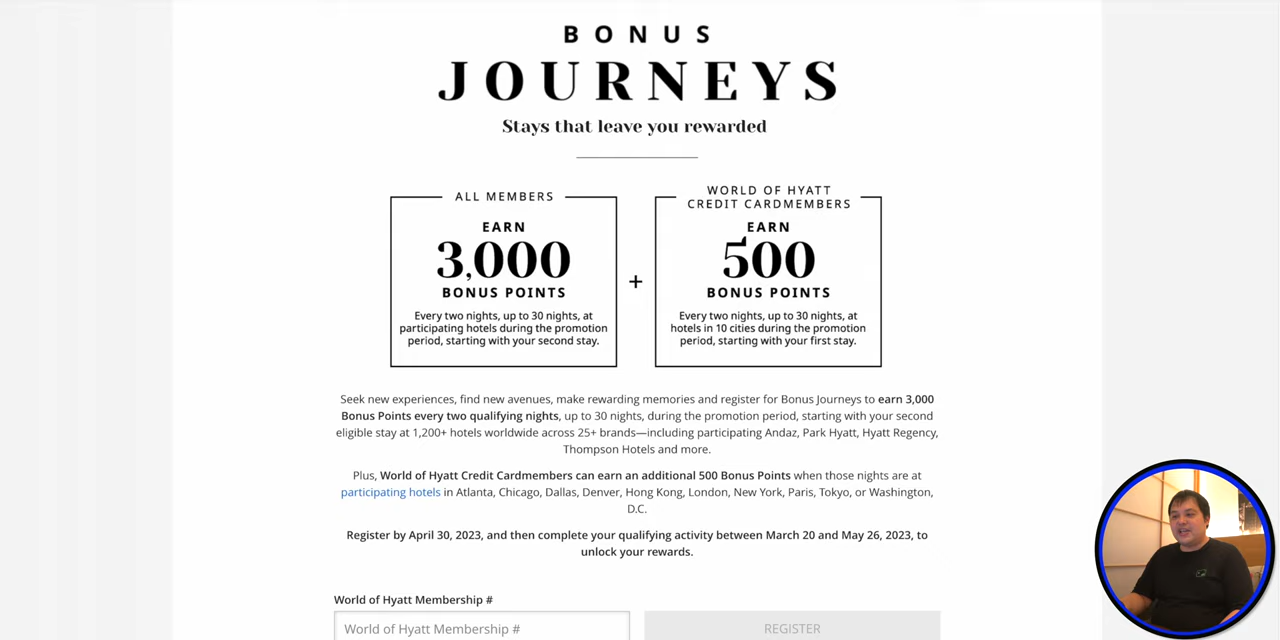 BONUS
JOURNEYS
Stays that leave you rewarded
ALL MEMBERS
EARN
3,000
BONUS POINTS
Every two nights, up to 30 nights, at
participating hotels during the promotion
period, starting with your second stay.
+
WORLD OF HYATT
CREDIT CARDMEMBERS
EARN
500
BONUS POINTS
Every two nights, up to 30 nights, at
hotels in 10 cities during the promotion
period, starting with your first stay.
Seek new experiences, find new avenues, make rewarding memories and register for Bonus Journeys to earn 3,000
Bonus Points every two qualifying nights, up to 30 nights, during the promotion period, starting with your second
eligible stay at 1,200+ hotels worldwide across 25+ brands—including participating Andaz, Park Hyatt, Hyatt Regency,
Thompson Hotels and more.
Plus, World of Hyatt Credit Cardmembers can earn an additional 500 Bonus Points when those nights are at
participating hotels in Atlanta, Chicago, Dallas, Denver, Hong Kong, London, New York, Paris, Tokyo, or Washington,
D.C.
Register by April 30, 2023, and then complete your qualifying activity between March 20 and May 26, 2023, to
unlock your rewards.
World of Hyatt Membership #
World of Hyatt Membership #
REGISTER